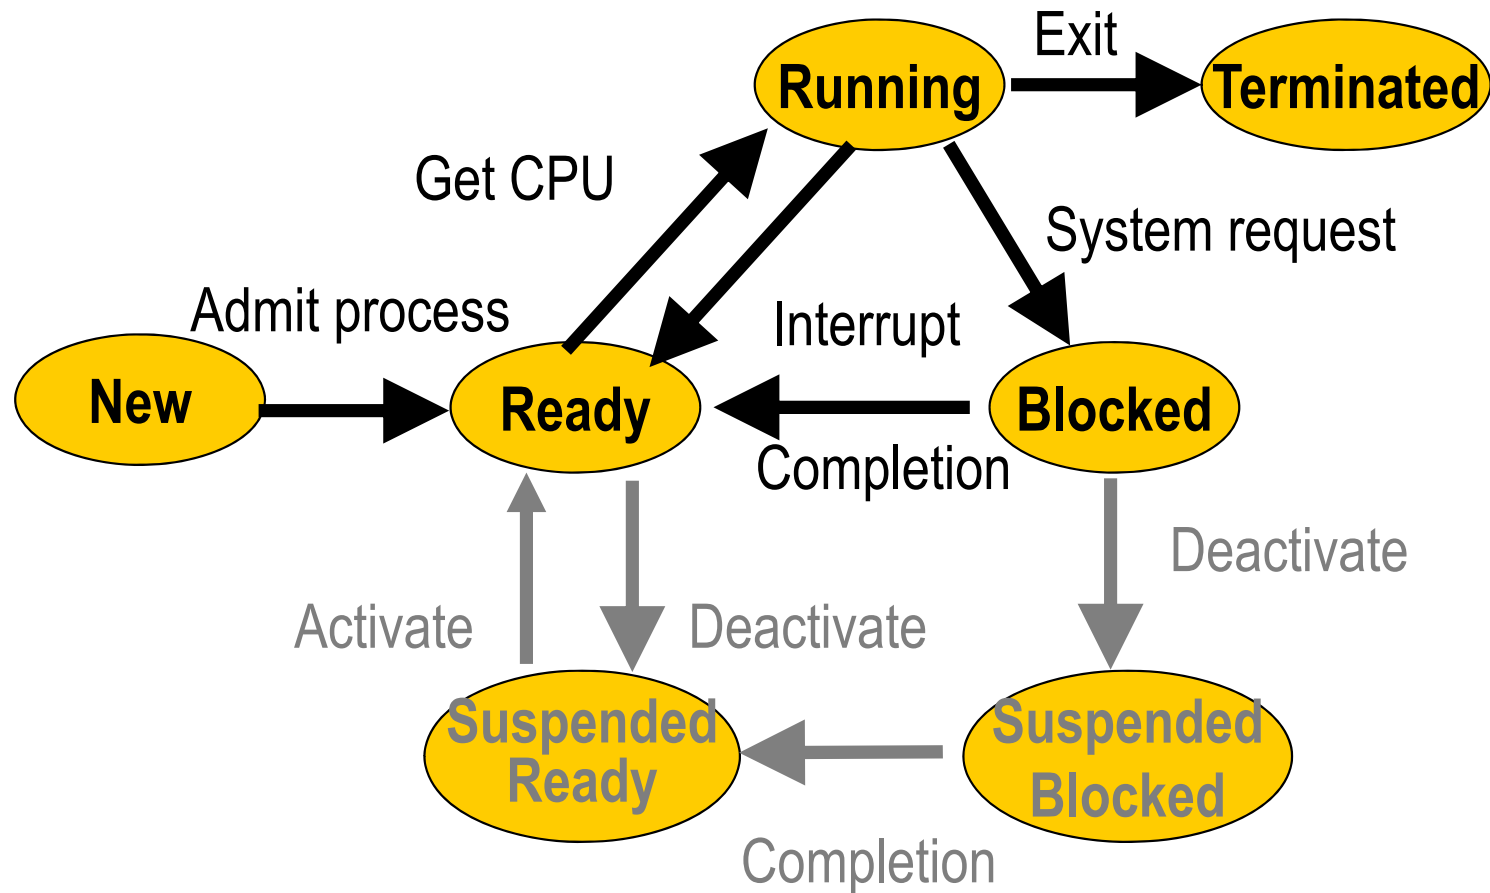 Exit
Running
Terminated
Get CPU
System request
Admit process
Interrupt
New
Ready
Blocked
Completion
Deactivate
Activate
Deactivate
Suspended
Ready
Suspended
Blocked
Completion